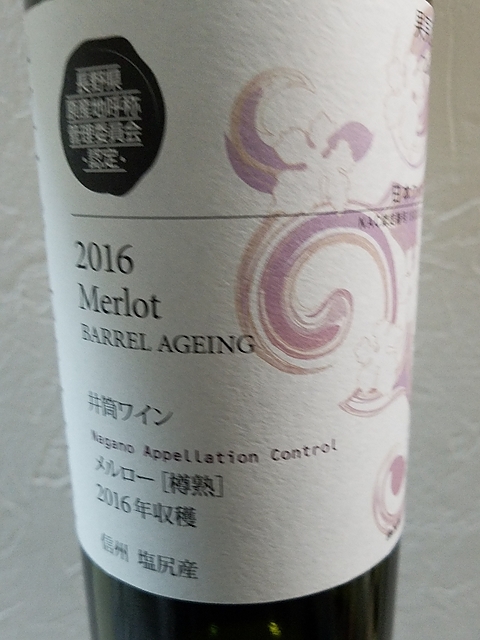 長野県
原産地呼称
管理委員会
・認定・
日本
2016
Merlot
BARREL AGEING
井筒ワイン
Nagano Appellation Control
メルロー［樽熟］
2016年収穫
信州 塩尻産